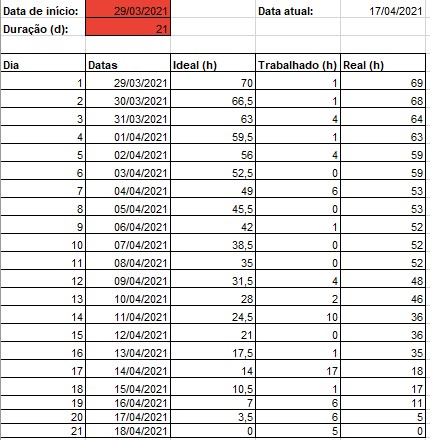 Data de início: 29/03/2021 Data atual: 17/04/2021
Duração (d): 21
Dia Datas Ideal (h) Trabalhado (h) Real (h)
1 29/03/2021 70 1 69
2 30/03/2021 66,5 1 68
3 31/03/2021 63 4 64
4 01/04/2021 59,5 1 63
5 02/04/2021 56 4 59
6 03/04/2021 52,5 0 59
7 04/04/2021 49 6 53
8 05/04/2021 45,5 0 53
9 06/04/2021 42 1 52
10 07/04/2021 38,5 0 52
11 08/04/2021 35 0 52
12 09/04/2021 31,5 4 48
13 10/04/2021 28 2 46
14 11/04/2021 24,5 10 36
15 12/04/2021 21 0 36
16 13/04/2021 17,5 1 35
17 14/04/2021 14 17 18
18 15/04/2021 10,5 1 17
19 16/04/2021 7 6 11
20 17/04/2021 3,5 6 5
21 18/04/2021 0 5 0